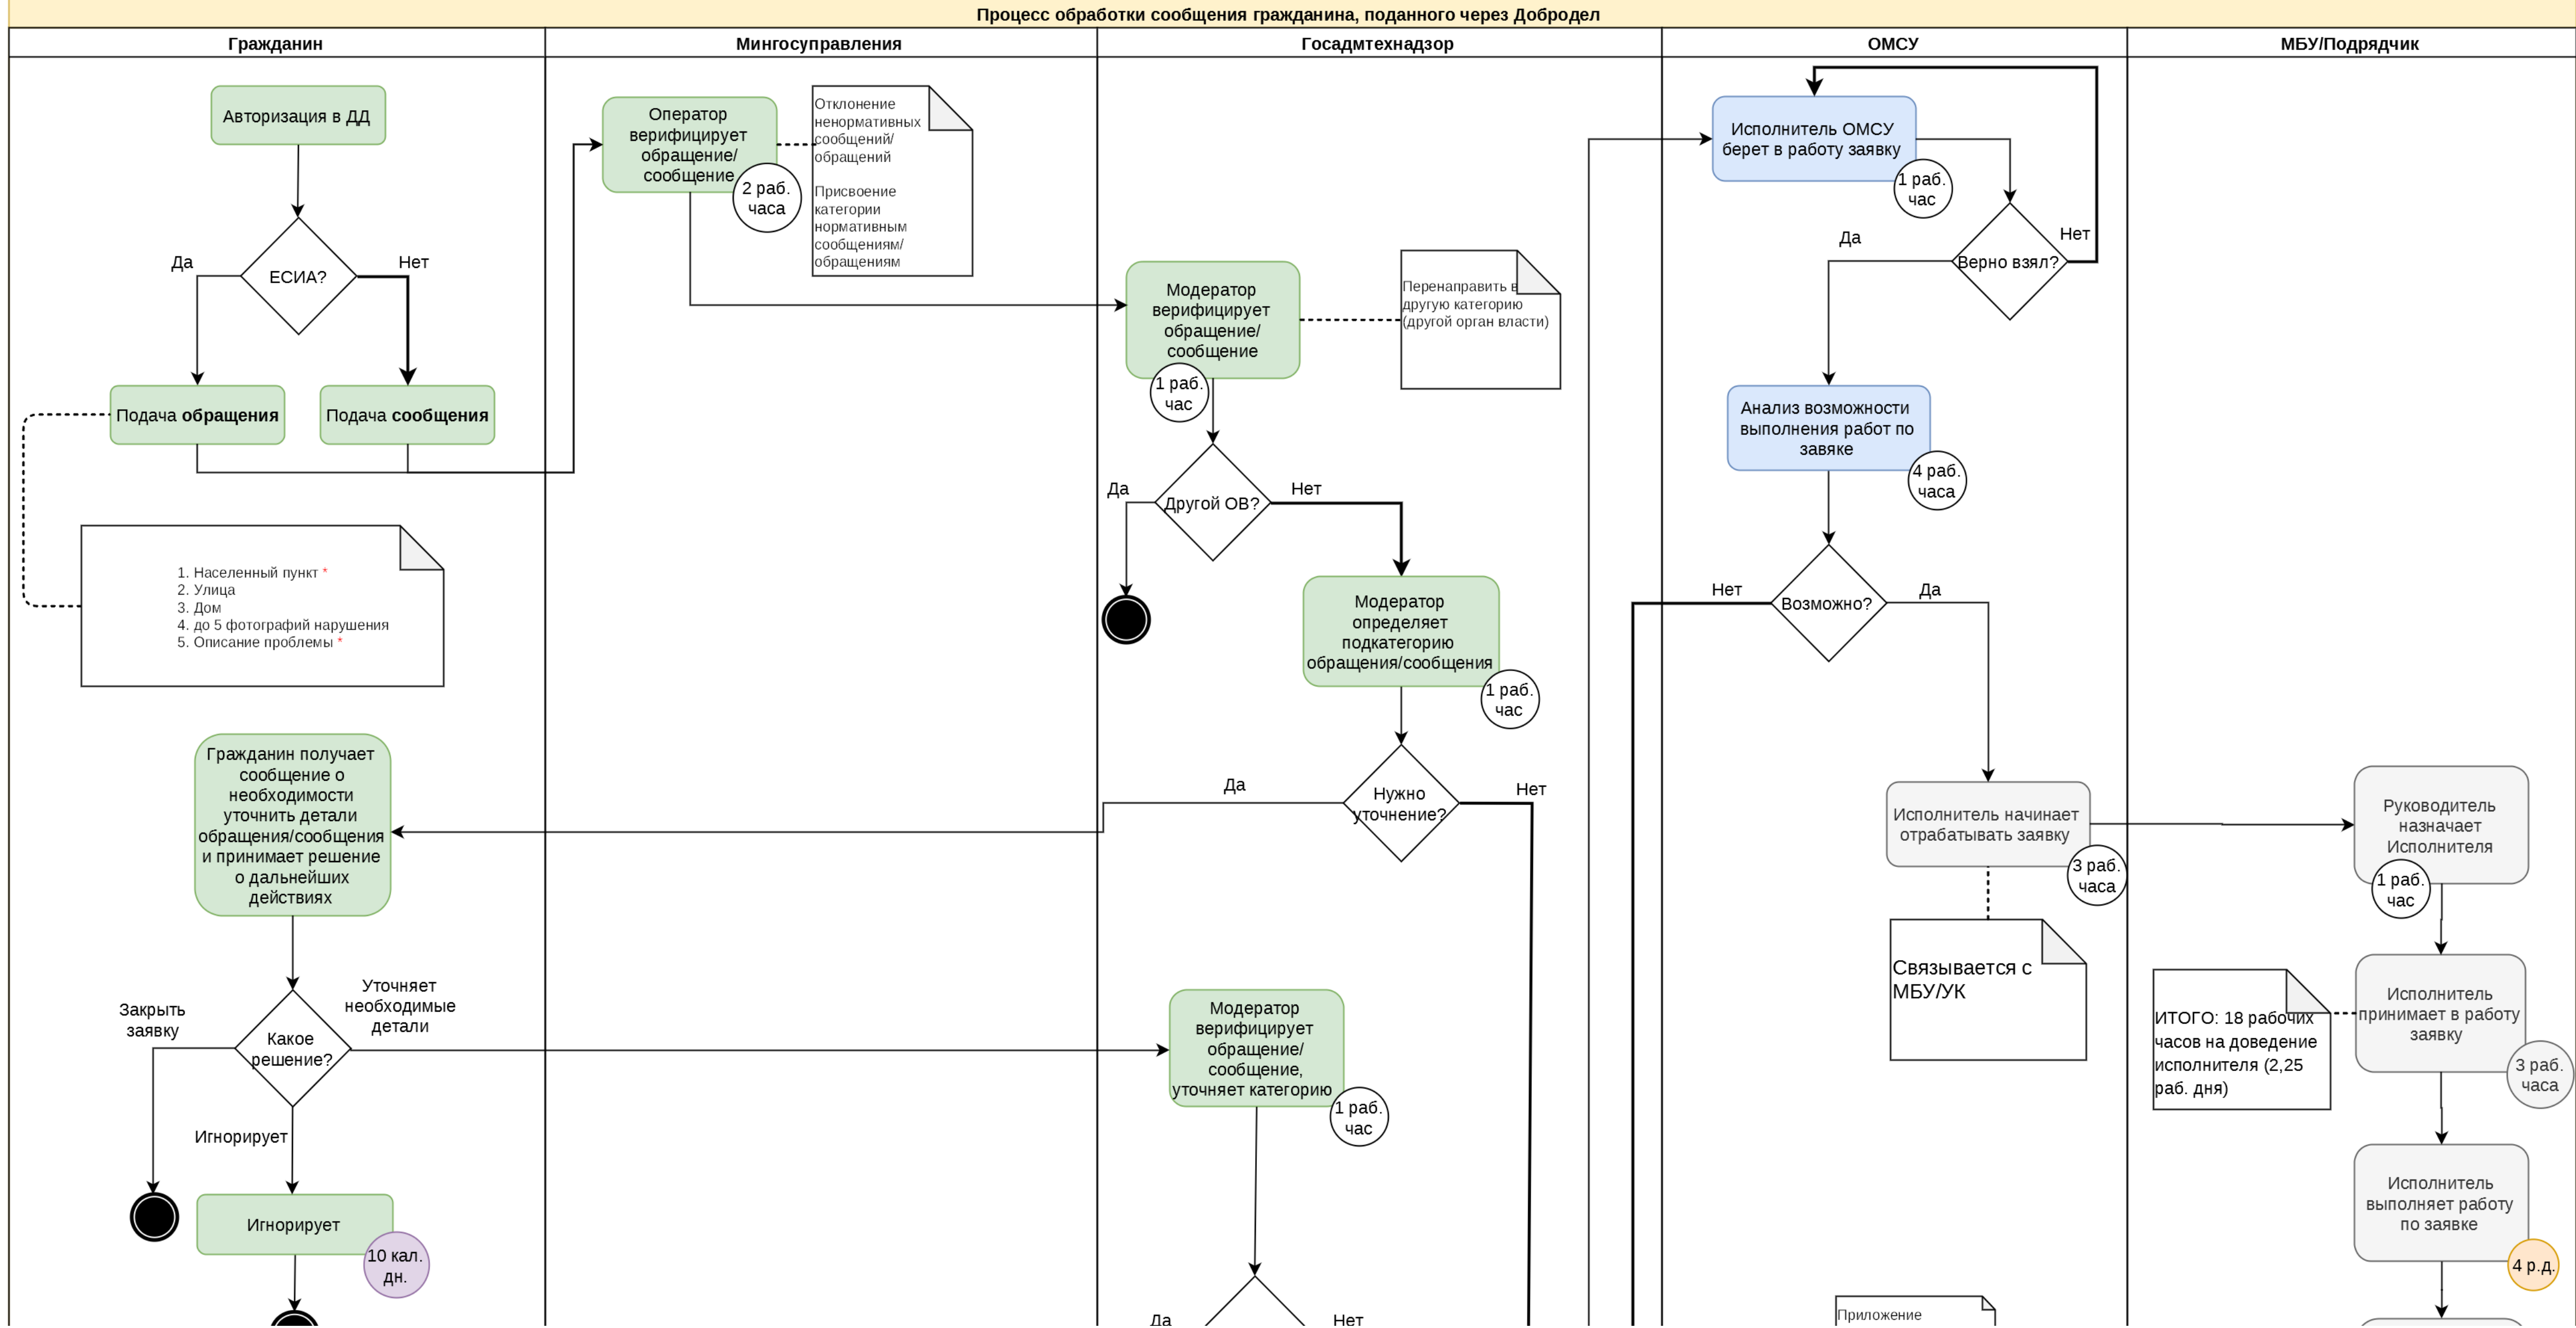 Процесс обработки сообщения гражданина, поданного через Добродел
Гражданин
Мингосуправления
Госадмтехнадзор
ОМСУ
МБУ/Подрядчик
Авторизация в ДД
ЕСИА?
Да
Нет
Подача обращения
Подача сообщения
1. Населенный пункт *
2. Улица
3. Дом
4. до 5 фотографий нарушения
5. Описание проблемы *
Гражданин получает
сообщение о
необходимости
уточнить детали
обращения/сообщения
и принимает решение
о дальнейших
действиях
Закрыть
заявку
Уточняет
необходимые
детали
Какое
решение?
Игнорирует
Игнорирует
10 кал.
дн.
Оператор
верифицирует
обращение/
сообщение
2 раб.
часа
Отклонение
ненормативных
сообщений/
обращений
Присвоение
категории
нормативным
сообщениям/
обращениям
Модератор
верифицирует
обращение/
сообщение
1 раб.
час
Перенаправить в
другую категорию
(другой орган власти)
Да
Другой ОВ?
Нет
Модератор
определяет
подкатегорию
обращения/сообщения
1 раб.
час
Да
Нужно
уточнение?
Нет
Модератор
верифицирует
обращение/
сообщение,
уточняет категорию
1 раб.
час
Да
Нет
Исполнитель ОМСУ
берет в работу заявку
1 раб.
час
Да
Верно взял?
Нет
Анализ возможности
выполнения работ по
завяке
4 раб.
часа
Нет
Возможно?
Да
Исполнитель начинает
отрабатывать заявку
3 раб.
часа
Связывается с
МБУ/УК
Приложение
Руководитель
назначает
Исполнителя
1 раб.
час
ИТОГО: 18 рабочих
часов на доведение
исполнителя (2,25
раб. дня)
Исполнитель
принимает в работу
заявку
3 раб.
часа
Исполнитель
выполняет работу
по заявке
4 р.д.